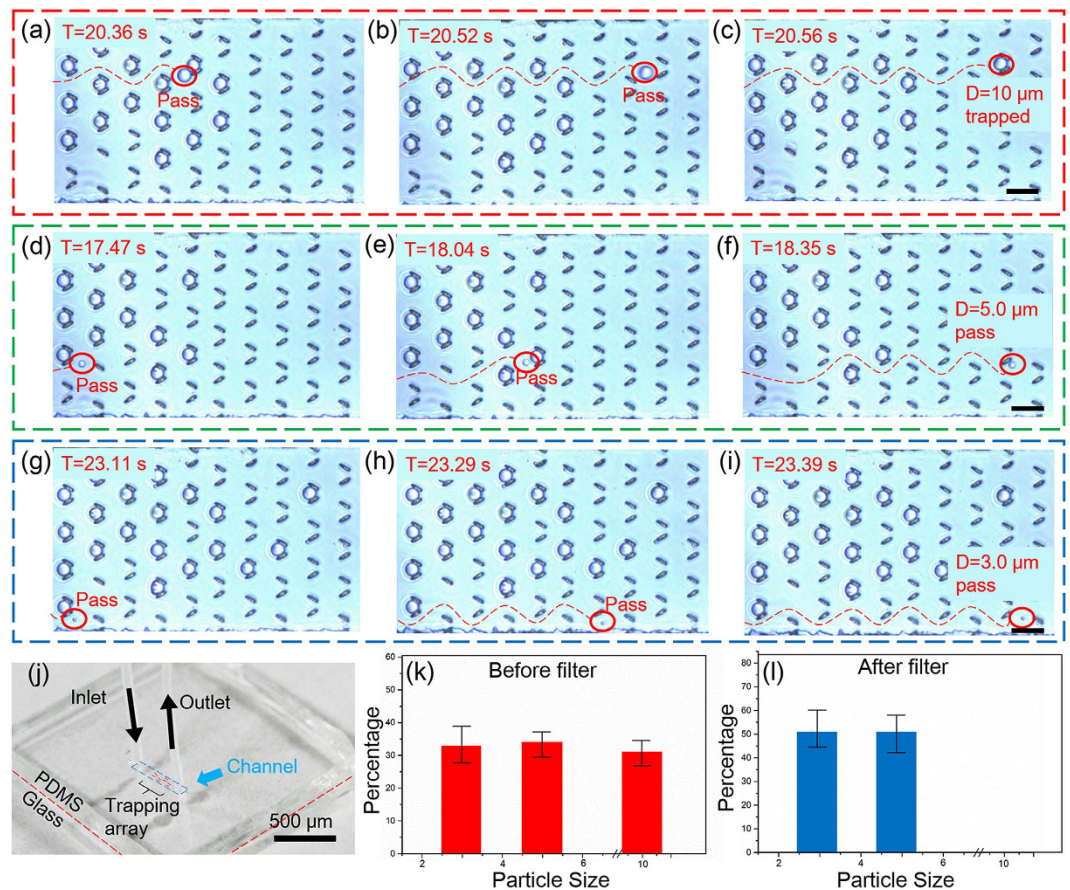 (a)
T=20.36 s
Pass
(b)
T=20.52 s
Pass
(c)
T=20.56 s
D=10 μm
trapped
(d)
T=17.47 s
Pass
(e)
T=18.04 s
Pass
(f)
T=18.35 s
D=5.0 μm
pass
(g)
T=23.11 s
Pass
(h)
T=23.29 s
Pass
(i)
T=23.39 s
D=3.0 μm
pass
(j)
Inlet
Outlet
Channel
PDMS
Glass
Trapping
array
500 μm
(k)
Before filter
Percentage
60
50
40
30
20
10
0
2
4
6
10
Particle Size
(l)
After filter
Percentage
80
70
60
50
40
30
20
10
0
2
4
6
10
Particle Size